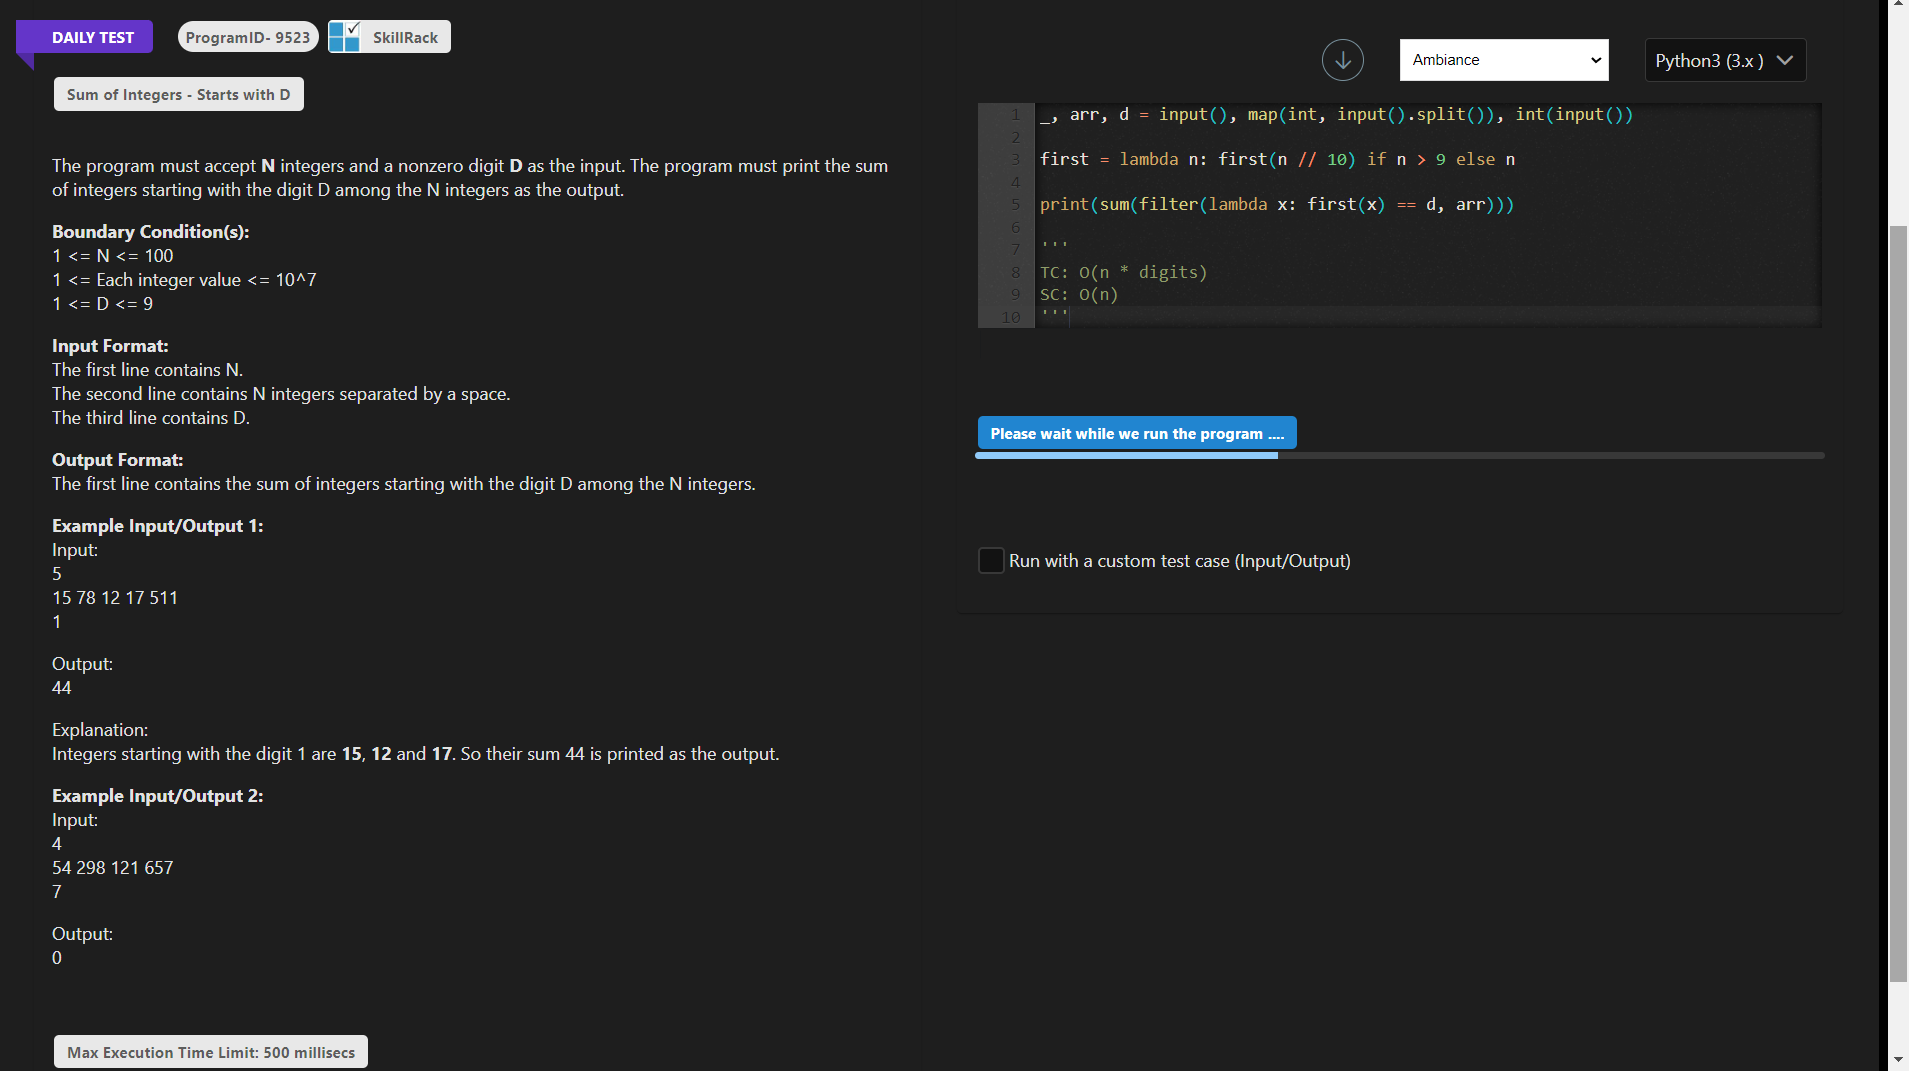 DAILY TEST
ProgramID- 9523
SkillRack
Sum of Integers - Starts with D
The program must accept N integers and a nonzero digit D as the input. The program must print the sum
of integers starting with the digit D among the N integers as the output.
Boundary Condition(s):
1 <= N <= 100
1 <= Each integer value <= 10^7
1 <= D <= 9
Input Format:
The first line contains N.
The second line contains N integers separated by a space.
The third line contains D.
Output Format:
The first line contains the sum of integers starting with the digit D among the N integers.
Example Input/Output 1:
Input:
5
15 78 12 17 511
1
Output:
44
Explanation:
Integers starting with the digit 1 are 15, 12 and 17. So their sum 44 is printed as the output.
Example Input/Output 2:
Input:
4
54 298 121 657
7
Output:
0
Max Execution Time Limit: 500 millisecs
Ambiance
Python3 (3.x )
1 _, arr, d = input(), map(int, input().split()), int(input())
2
3 first = lambda n: first(n // 10) if n > 9 else n
4
5 print(sum(filter(lambda x: first(x) == d, arr)))
6
7 '''
8 TC: O(n * digits)
9 SC: O(n)
10 '''
Please wait while we run the program ....
Run with a custom test case (Input/Output)